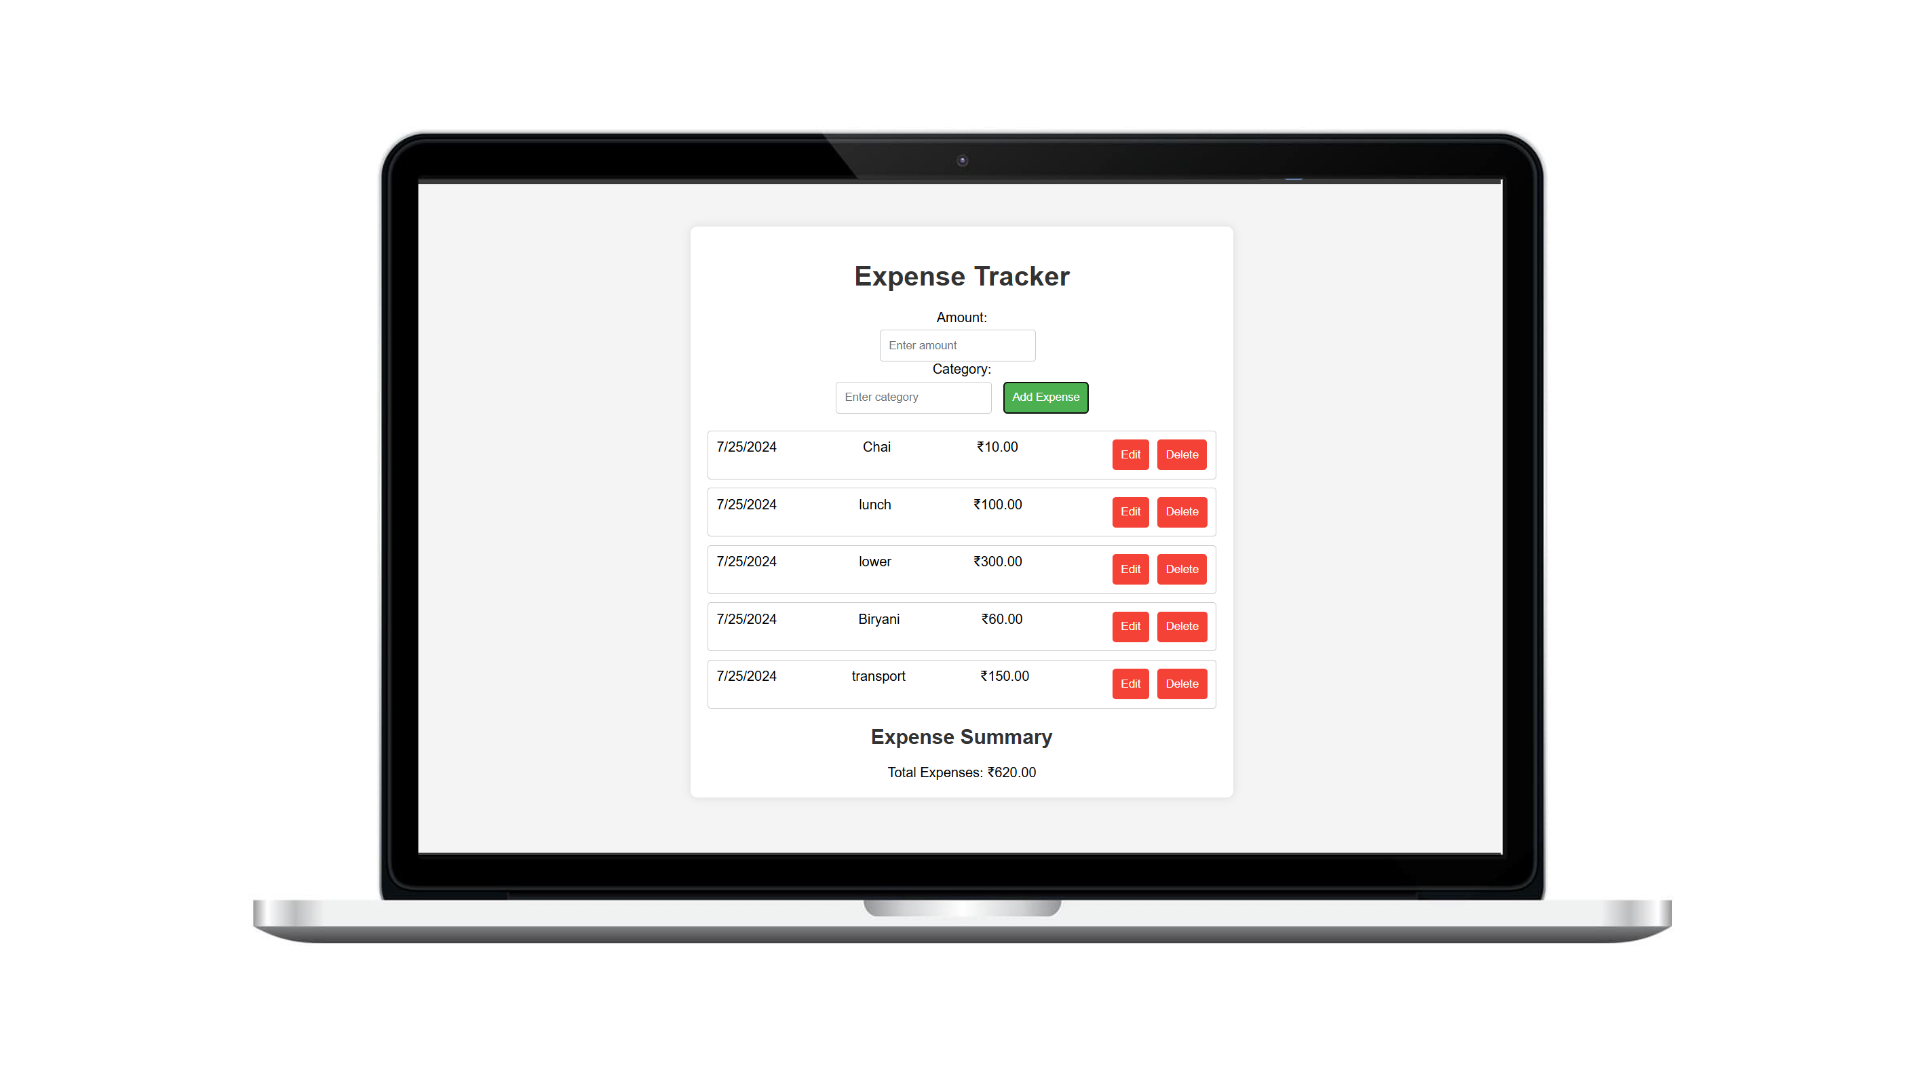 Expense Tracker
Amount:
Enter amount
Category:
Enter category Add Expense
7/25/2024 Chai ₹10.00 Edit Delete
7/25/2024 lunch ₹100.00 Edit Delete
7/25/2024 lower ₹300.00 Edit Delete
7/25/2024 Biryani ₹60.00 Edit Delete
7/25/2024 transport ₹150.00 Edit Delete
Expense Summary
Total Expenses: ₹620.00